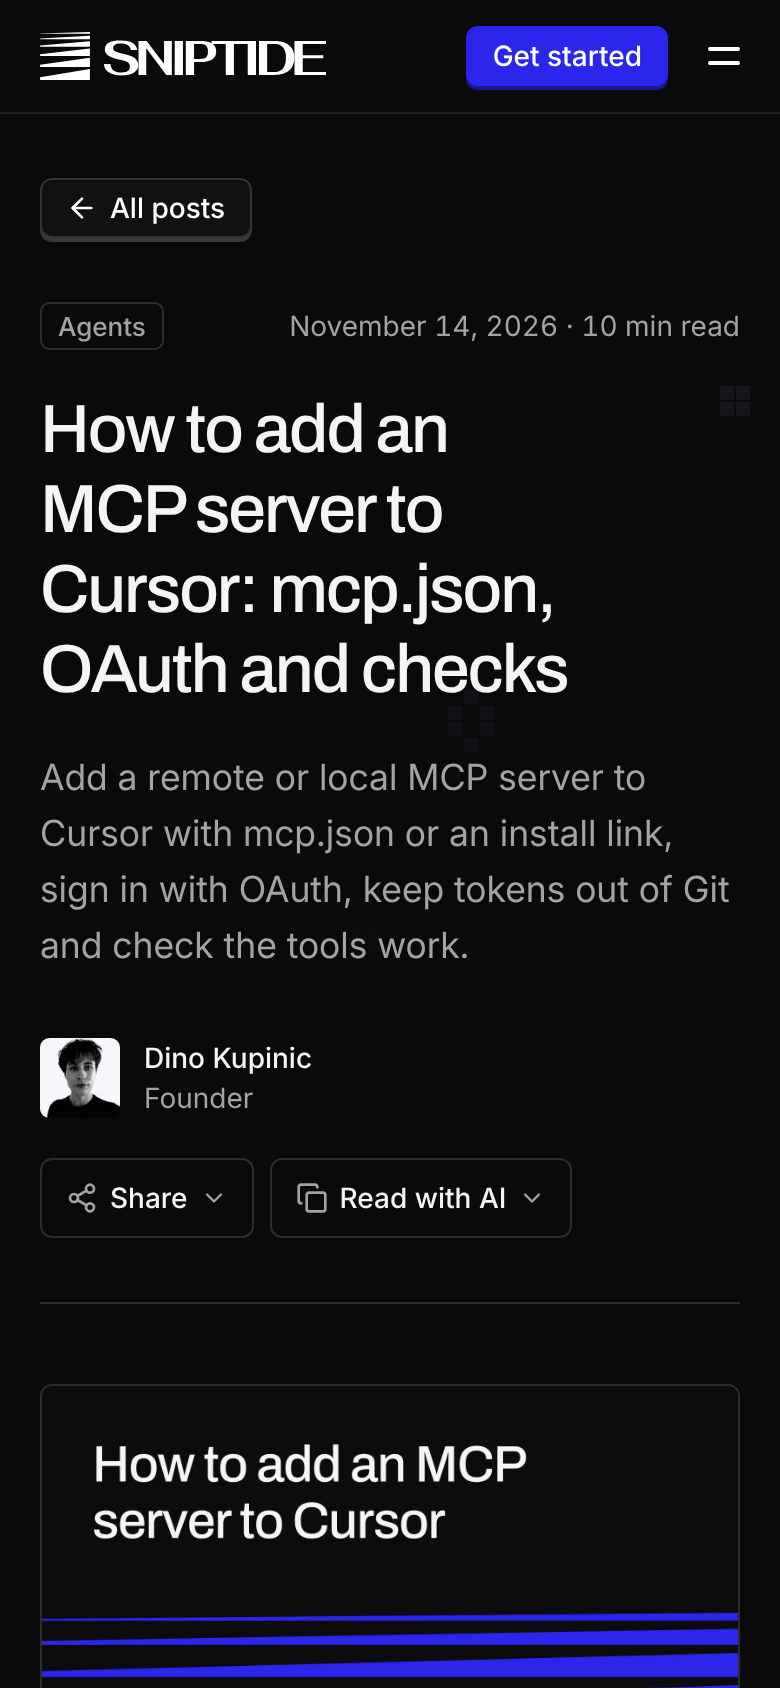 SNIPTIDE
Get started
All posts
Agents
November 14, 2026 · 10 min read
How to add an
MCP server to
Cursor: mcp.json,
OAuth and checks
Add a remote or local MCP server to
Cursor with mcp.json or an install link,
sign in with OAuth, keep tokens out of Git
and check the tools work.
Dino Kupinic
Founder
Share
Read with AI
How to add an MCP
server to Cursor